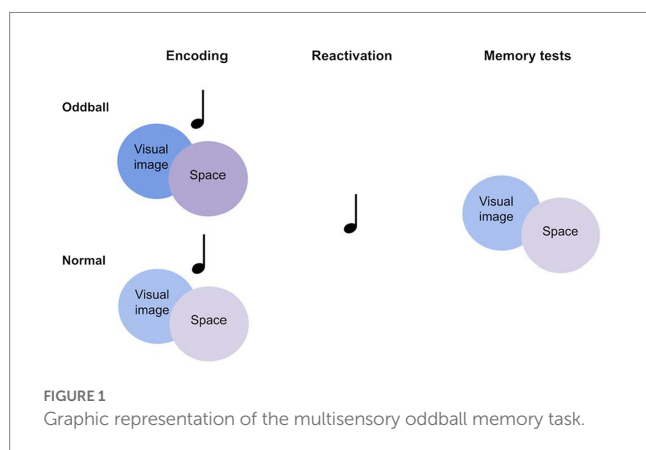 Encoding Reactivation Memory tests
Oddball
Visual
image
Space
Visual
image
Space
Normal
Visual
image
Space
FIGURE 1
Graphic representation of the multisensory oddball memory task.